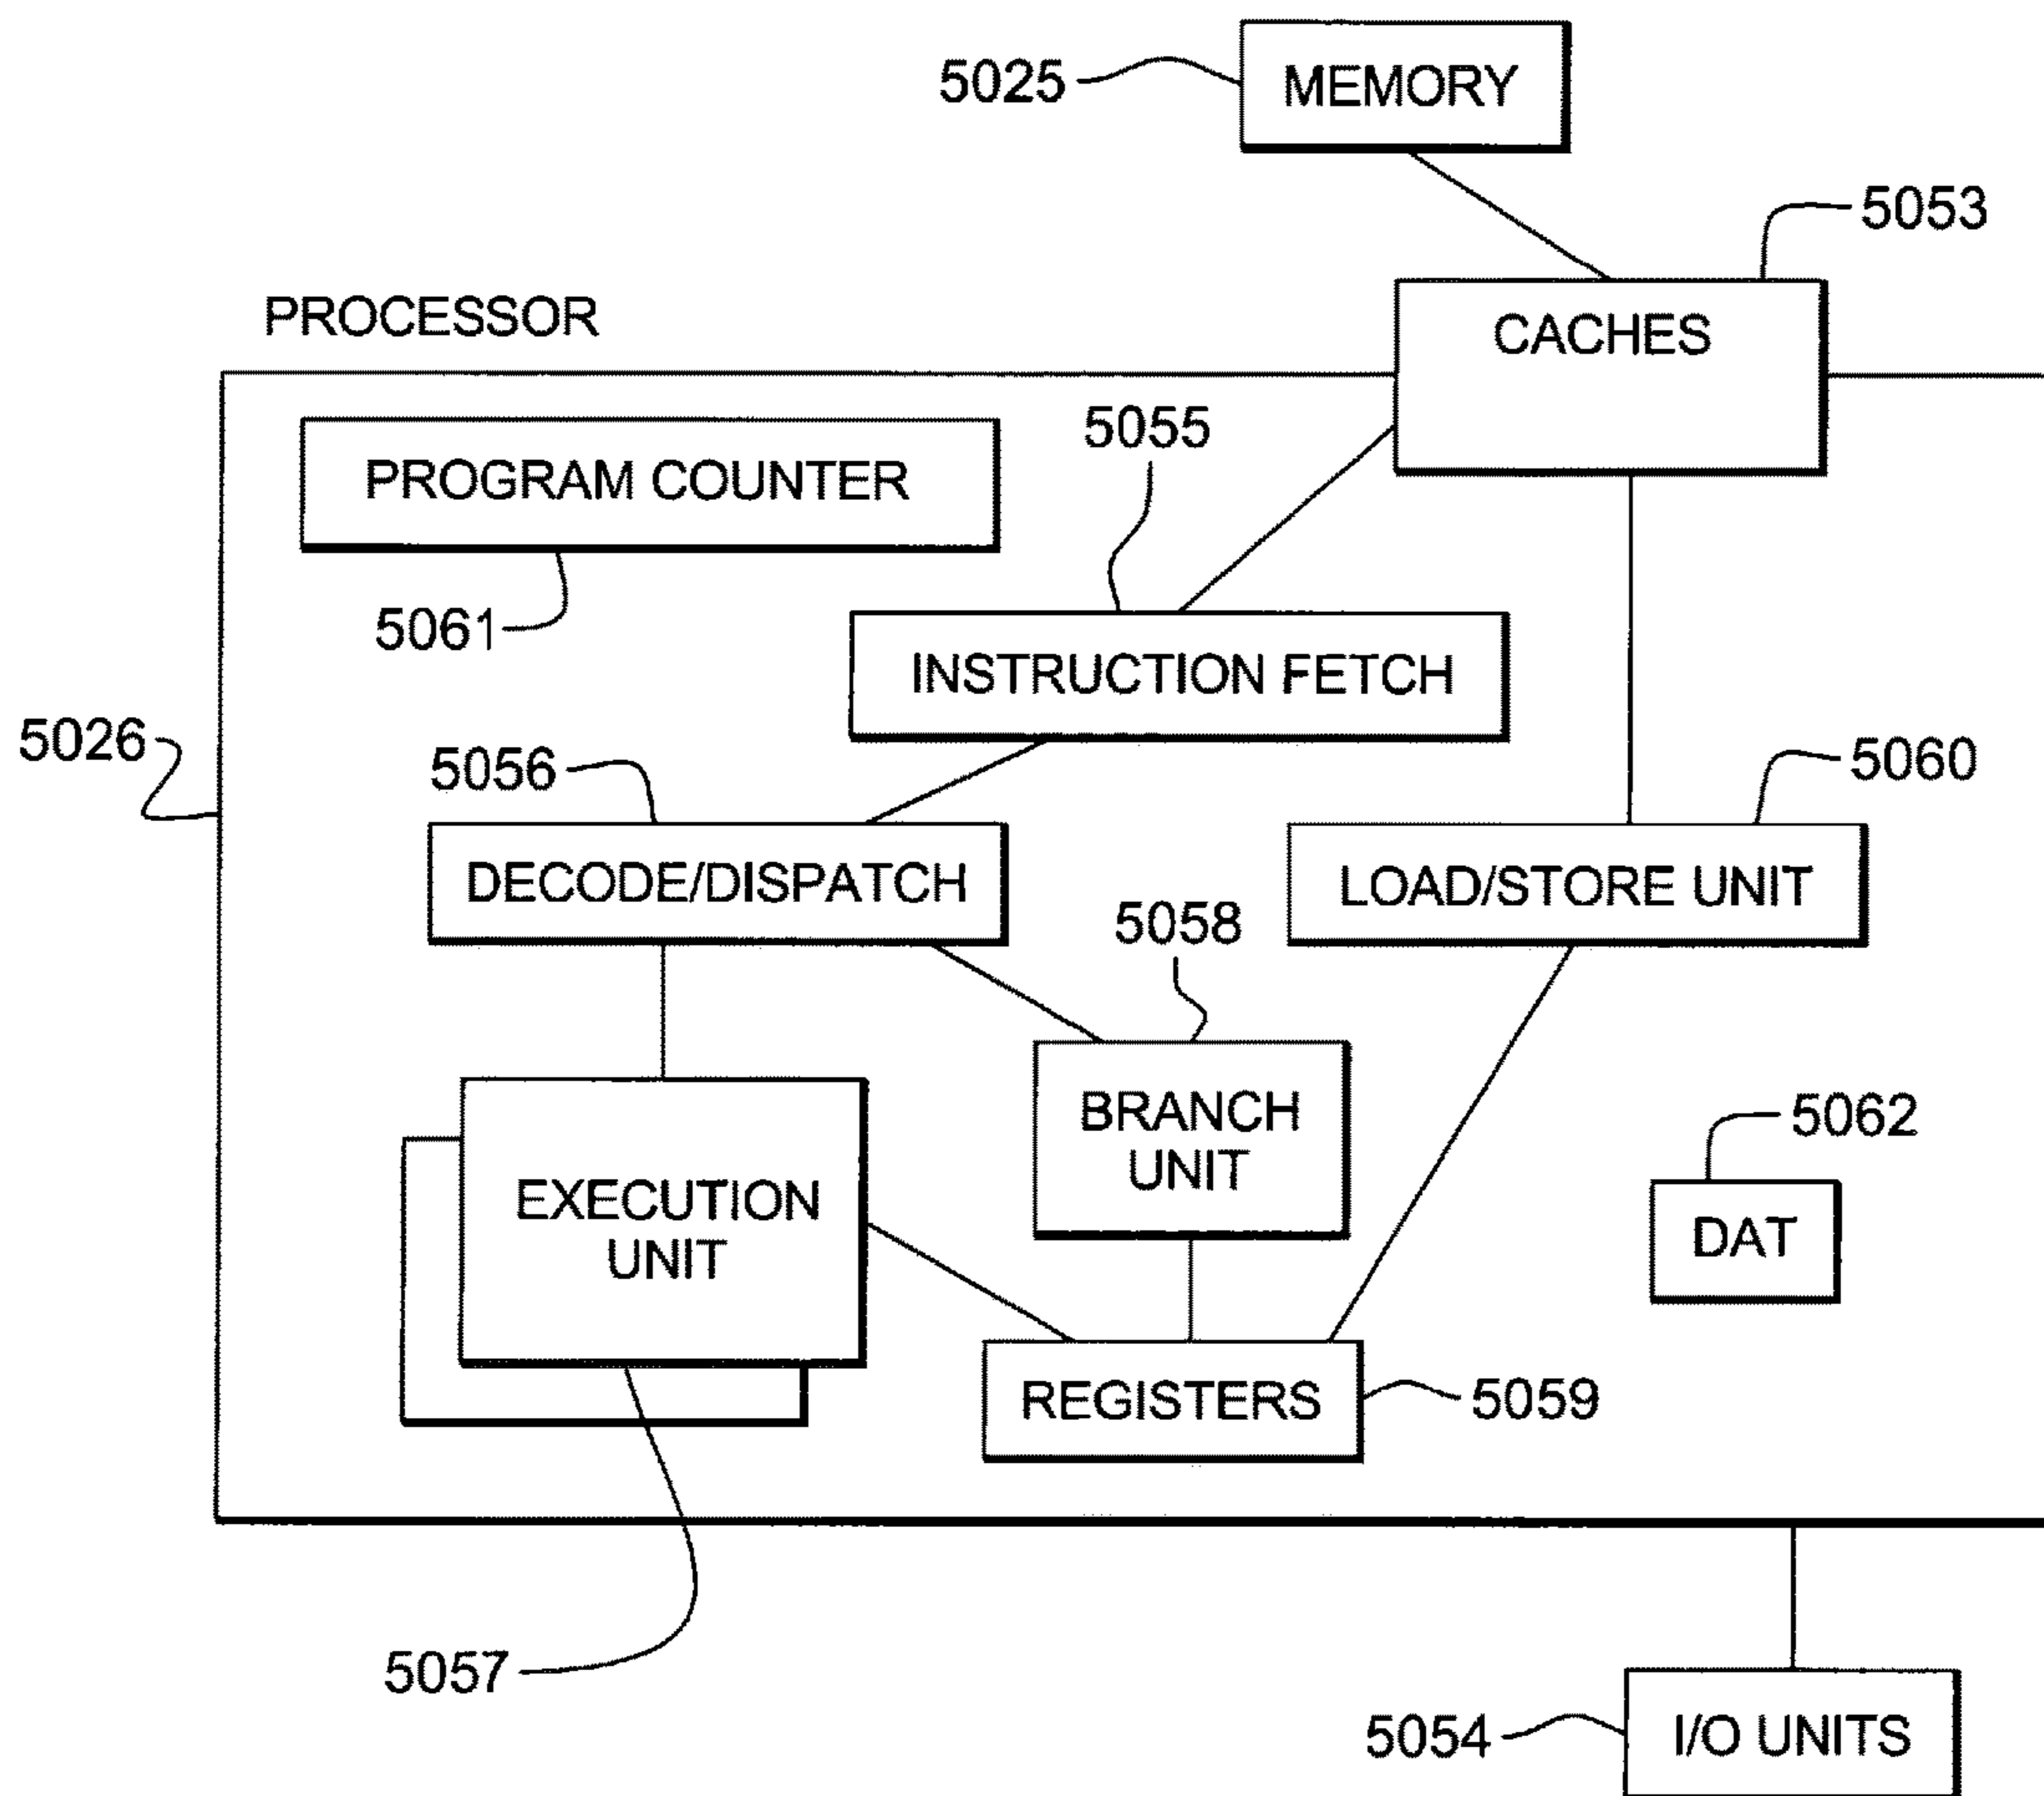 MEMORY
5025
5053
CACHES
PROCESSOR
5055
PROGRAM COUNTER
5061
INSTRUCTION FETCH
5026
5056
5060
DECODE/DISPATCH
LOAD/STORE UNIT
5058
BRANCH
UNIT
5062
EXECUTION
UNIT
DAT
REGISTERS
5059
5057
5054
I/O UNITS